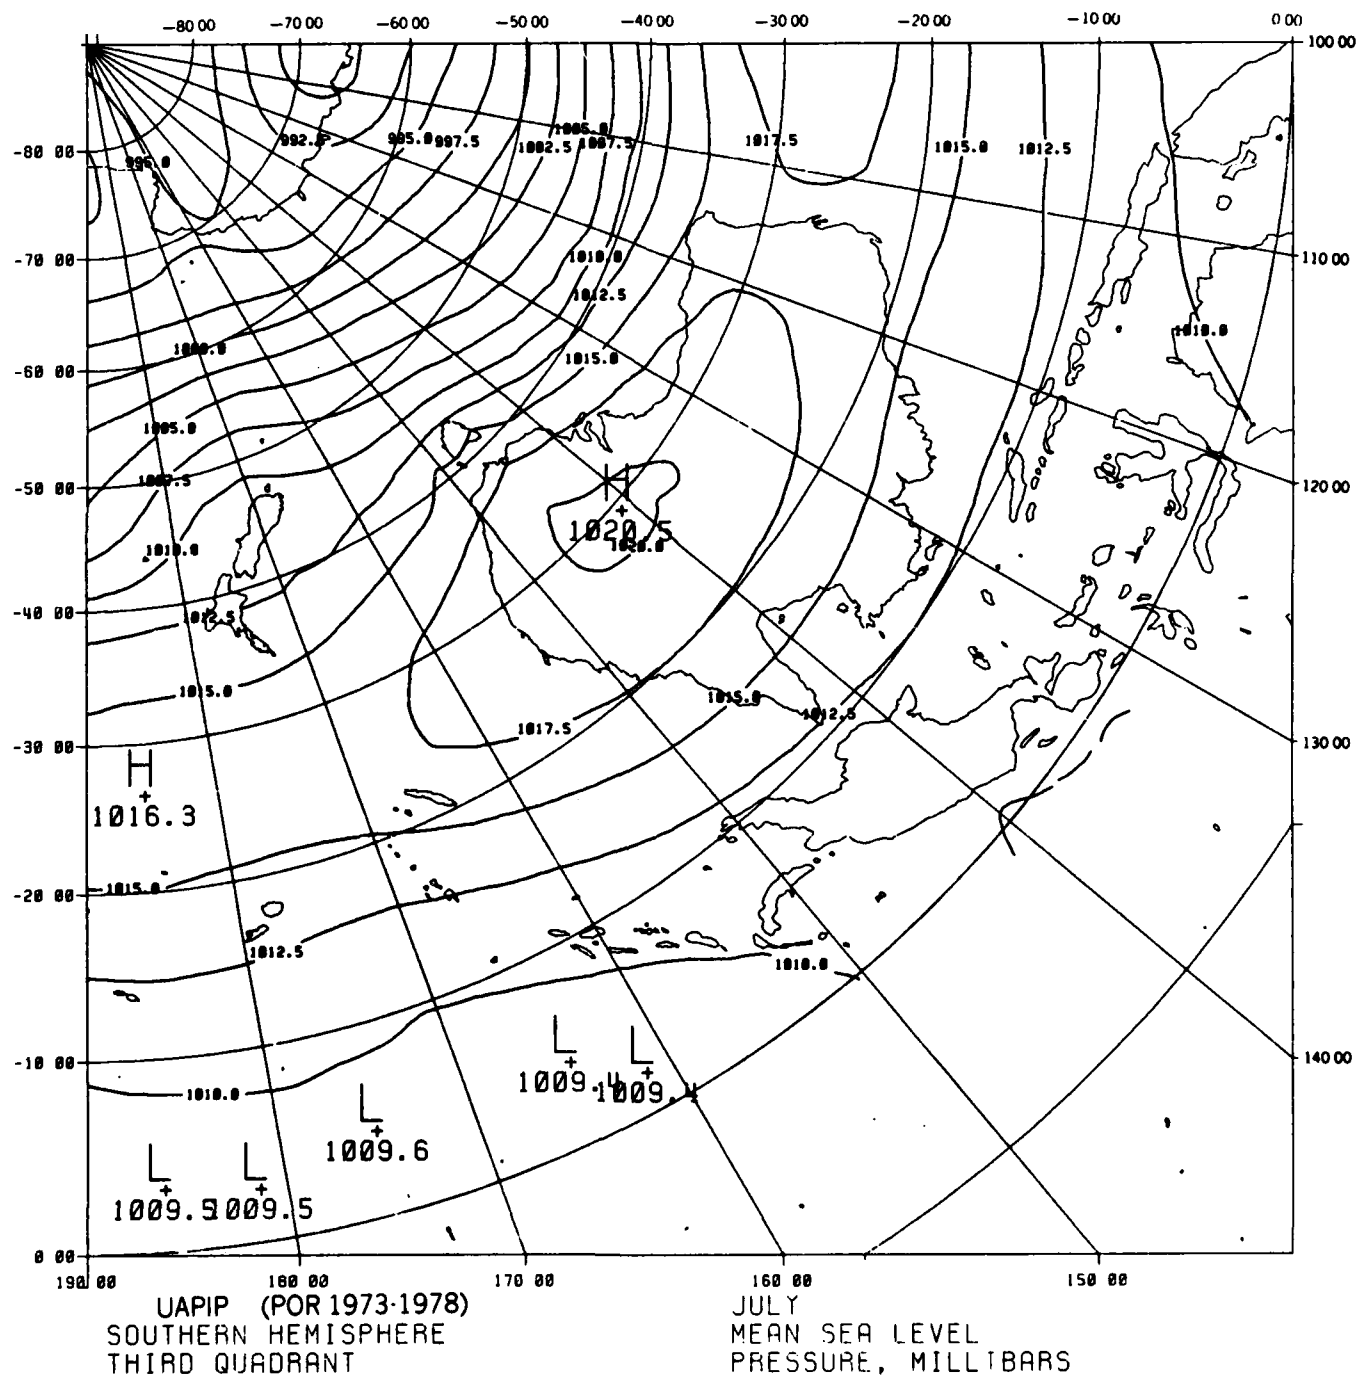 -80 00 -70 00 -60 00 -50 00 -40 00 -30 00 -20 00 -10 00 0 00
100 00
1005.0
992.5 995.0 997.5 1002.5 1007.5 1017.5 1015.0 1012.5
-80 00
995.0
-70 00
1010.0
110 00
1012.5
1010.0
1000.0
1015.0
-60 00
1005.0
1007.5
H
-50 00
120 00
1020.5
1020.0
1010.0
-40 00
1012.5
1015.0
1015.0
1012.5
1017.5
-30 00
130 00
H
1016.3
1015.0
-20 00
1012.5
1010.0
L L
-10 00
140 00
1009.4 1009.4
1010.0
L
1009.6
L L
1009.5 1009.5
0 00
190 00 180 00 170 00 160 00 150 00
UAPIP (POR 1973-1978)
SOUTHERN HEMISPHERE
THIRD QUADRANT
JULY
MEAN SEA LEVEL
PRESSURE, MILLIBARS